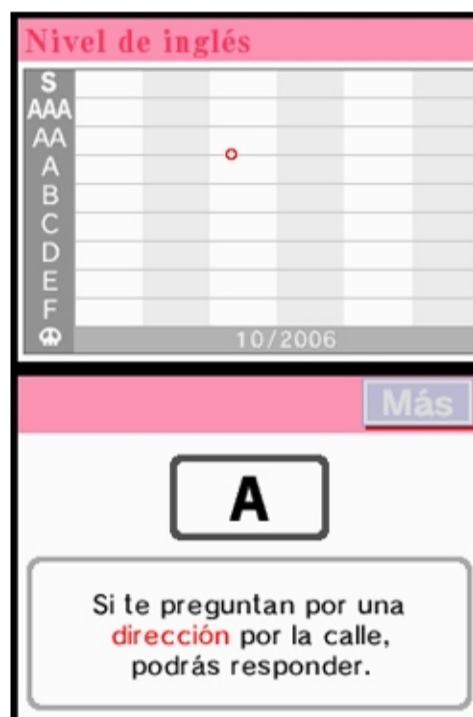 Nivel de inglés
S
AAA
AA
A
B
C
D
E
F
10/2006
Más
A
Si te preguntan por una
dirección por la calle,
podrás responder.